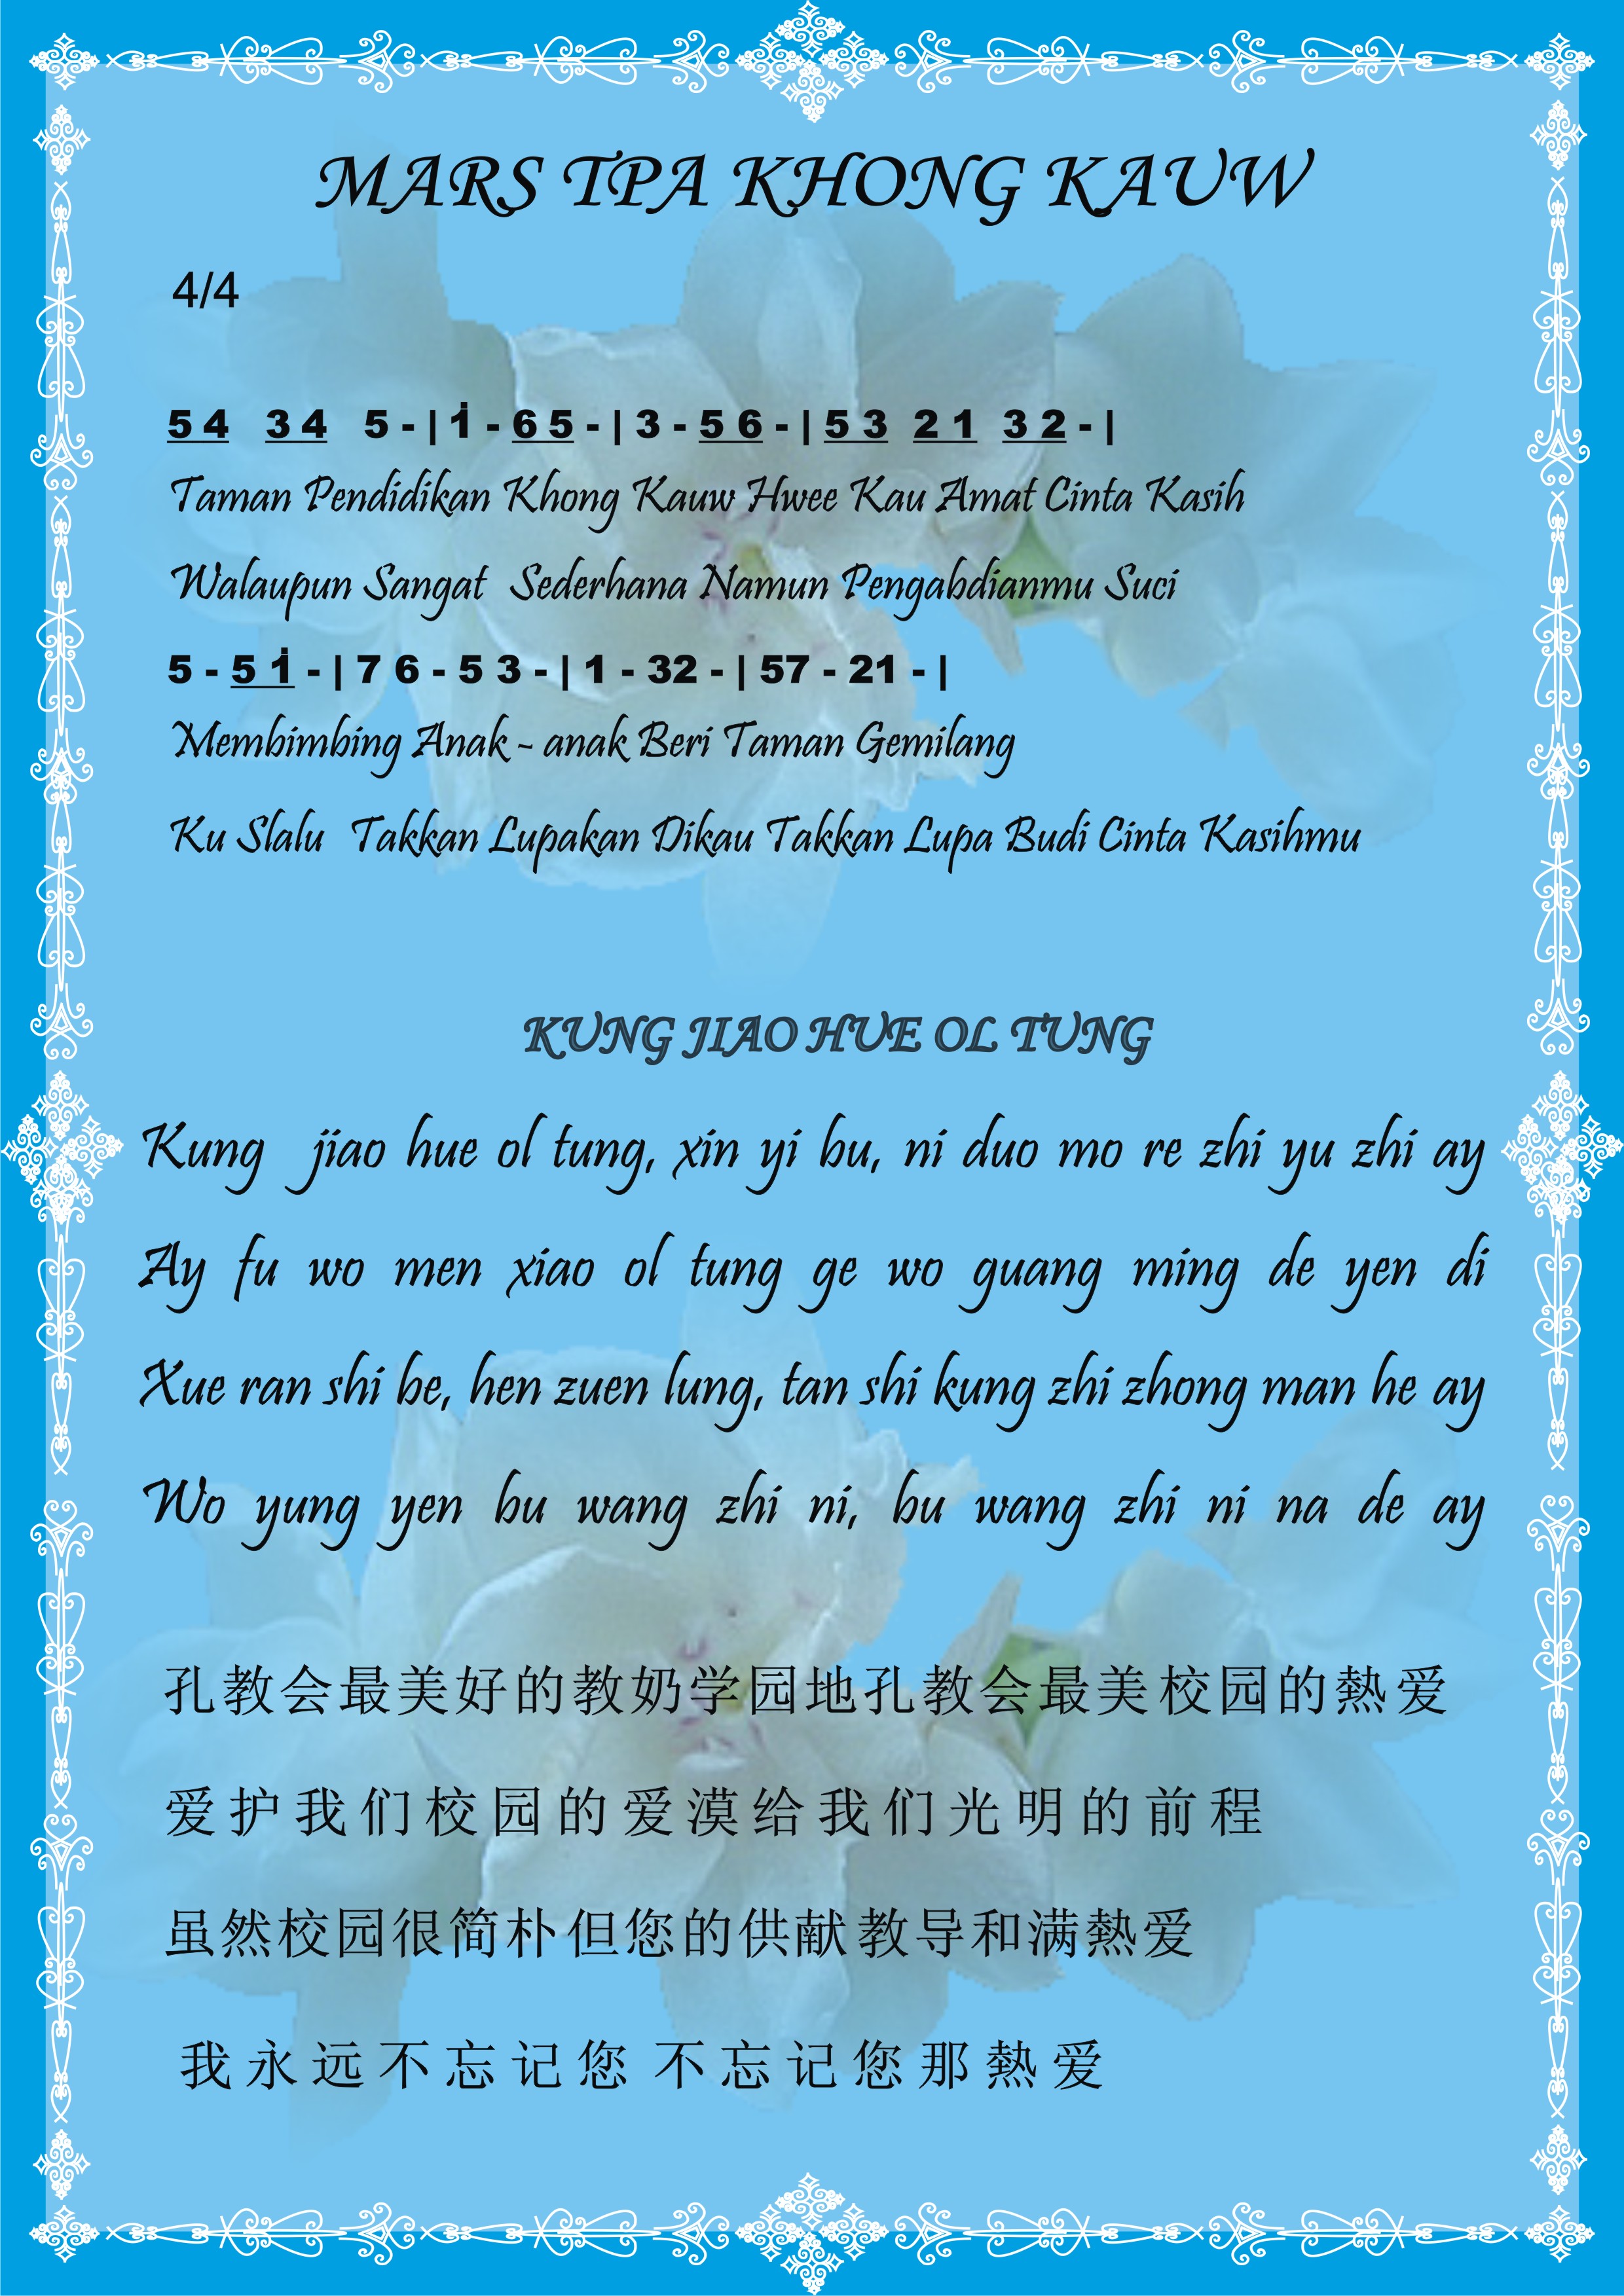 MARS TPA KHONG KAUW
4/4
5 4 3 4 5 - | i - 6 5 - | 3 - 5 6 - | 5 3 2 1 3 2 - |
Taman Pendidikan Khong Kauw Hwee Kau Amat Cinta Kasih
Walaupun Sangat Sederhana Namun Pengabdianmu Suci
5 - 5 i - | 7 6 - 5 3 - | 1 - 32 - | 57 - 21 - |
Membimbing Anak - anak Beri Taman Gemilang
Ku Slalu Takkan Lupakan Dikau Takkan Lupa Budi Cinta Kasihmu
KUNG JIAO HUE OL TUNG
Kung jiao hue ol tung, xin yi bu, ni duo mo re zhi yu zhi ay
Ay fu wo men xiao ol tung ge wo guang ming de yen di
Xue ran shi be, hen zuen lung, tan shi kung zhi zhong man he ay
Wo yung yen bu wang zhi ni, bu wang zhi ni na de ay
孔教会最美好的教奶学园地孔教会最美校园的熱爱
爱护我们校园的爱漠给我们光明的前程
虽然校园很简朴但您的供献教导和满熱爱
我永远不忘记您 不忘记您那熱爱